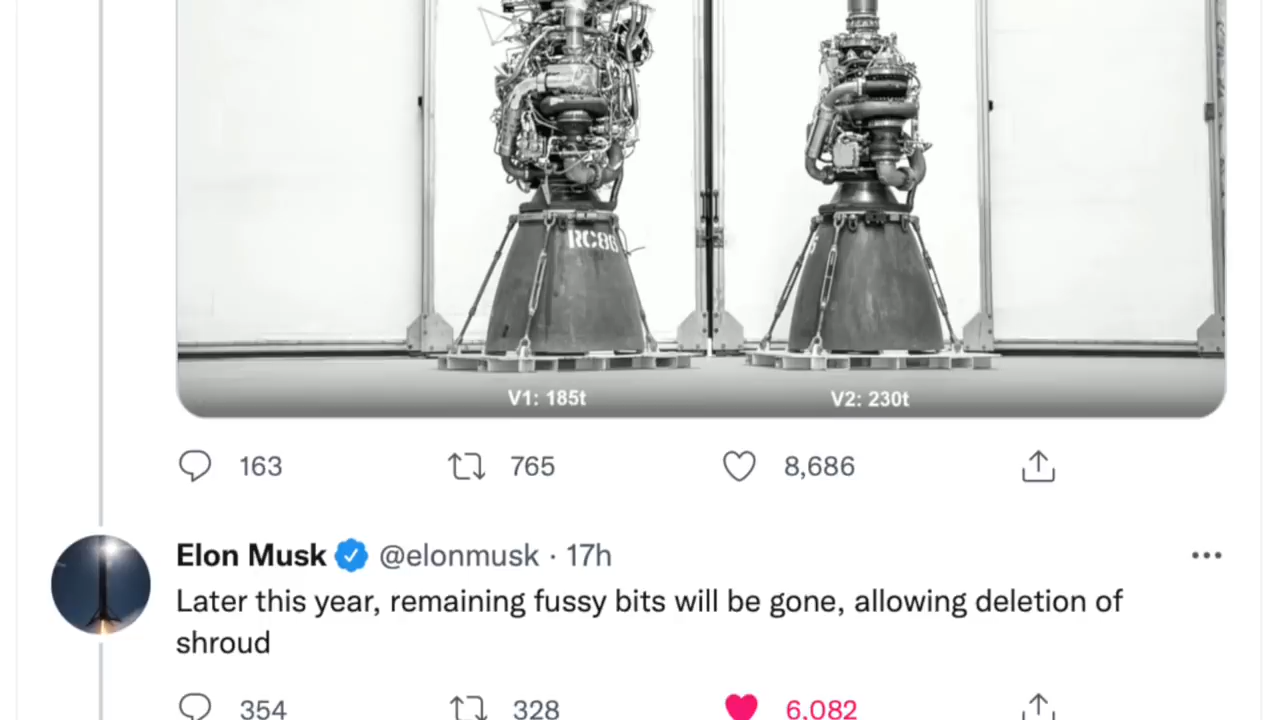 RC86
V1: 185t
V2: 230t
163
765
8,686
Elon Musk @elonmusk · 17h
Later this year, remaining fussy bits will be gone, allowing deletion of
shroud
354
328
6,082